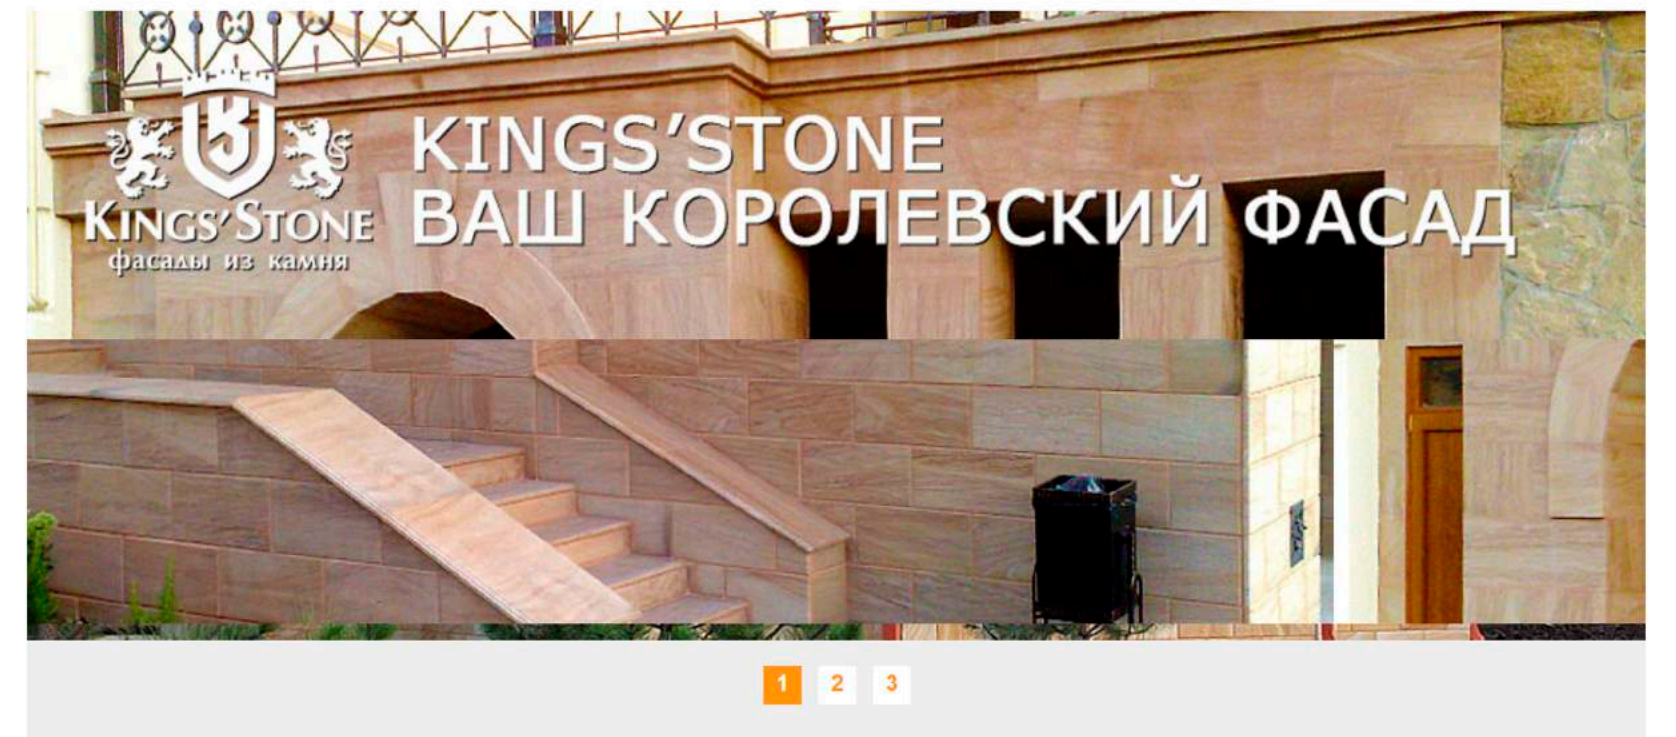 KINGS'STONE
ВАШ КОРОЛЕВСКИЙ ФАСАД
KINGS'STONE
фасады из камня
1 2 3